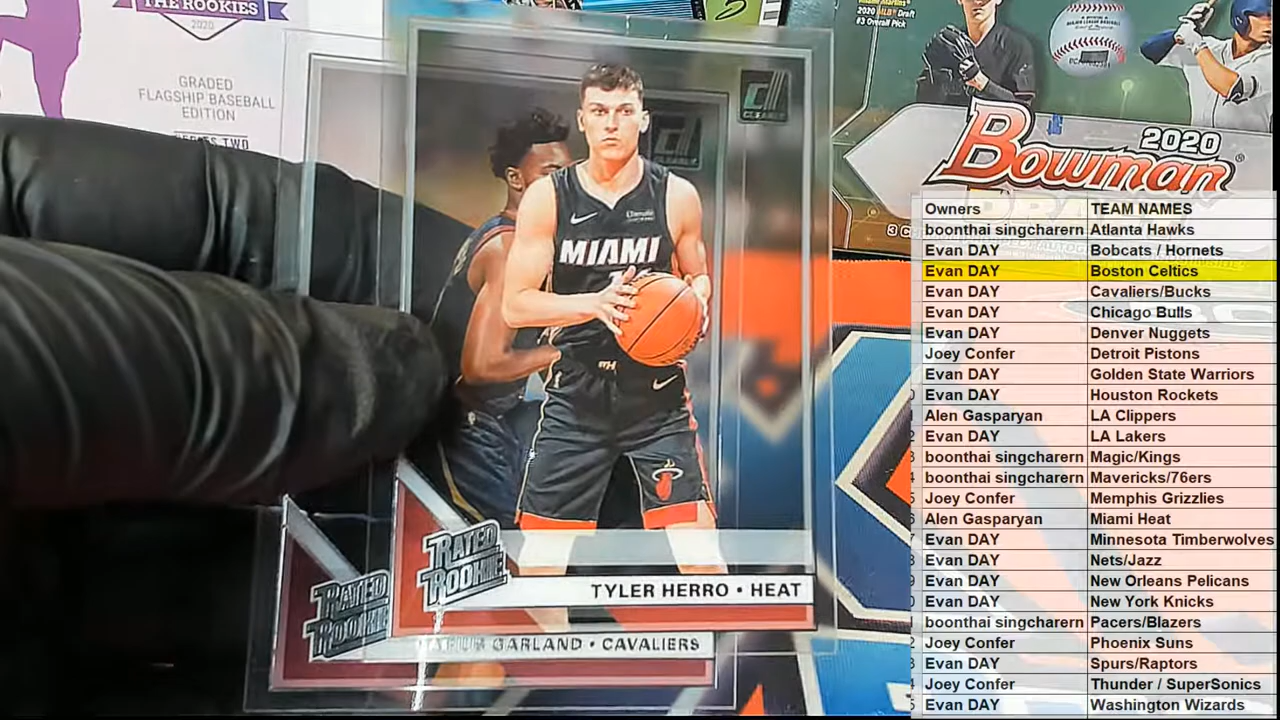 THE ROOKIES
2020
GRADED
FLAGSHIP BASEBALL
EDITION
2020 MLB Draft
#3 Overall Pick
2020
Bowman
MIAMI
RATED
ROOKIE
TYLER HERRO • HEAT
RATED
ROOKIE
GARLAND • CAVALIERS
Owners TEAM NAMES
boonthai singcharern Atlanta Hawks
Evan DAY Bobcats / Hornets
Evan DAY Boston Celtics
Evan DAY Cavaliers/Bucks
Evan DAY Chicago Bulls
Evan DAY Denver Nuggets
Joey Confer Detroit Pistons
Evan DAY Golden State Warriors
Evan DAY Houston Rockets
Alen Gasparyan LA Clippers
Evan DAY LA Lakers
boonthai singcharern Magic/Kings
boonthai singcharern Mavericks/76ers
Joey Confer Memphis Grizzlies
Alen Gasparyan Miami Heat
Evan DAY Minnesota Timberwolves
Evan DAY Nets/Jazz
Evan DAY New Orleans Pelicans
Evan DAY New York Knicks
boonthai singcharern Pacers/Blazers
Joey Confer Phoenix Suns
Evan DAY Spurs/Raptors
Joey Confer Thunder / SuperSonics
Evan DAY Washington Wizards